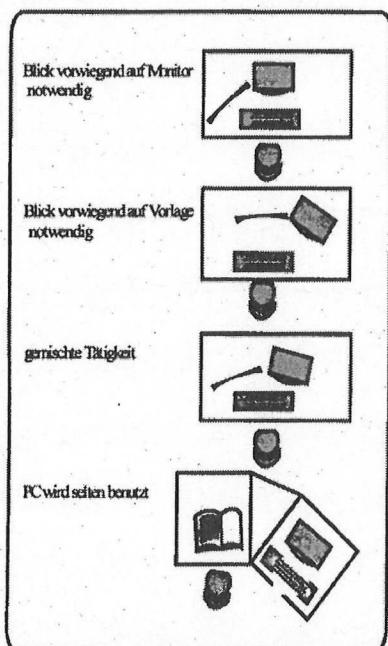 Blick vorwiegend auf Monitor
notwendig
Blick vorwiegend auf Vorlage
notwendig
gemischte Tätigkeit
PC wird selten benutzt